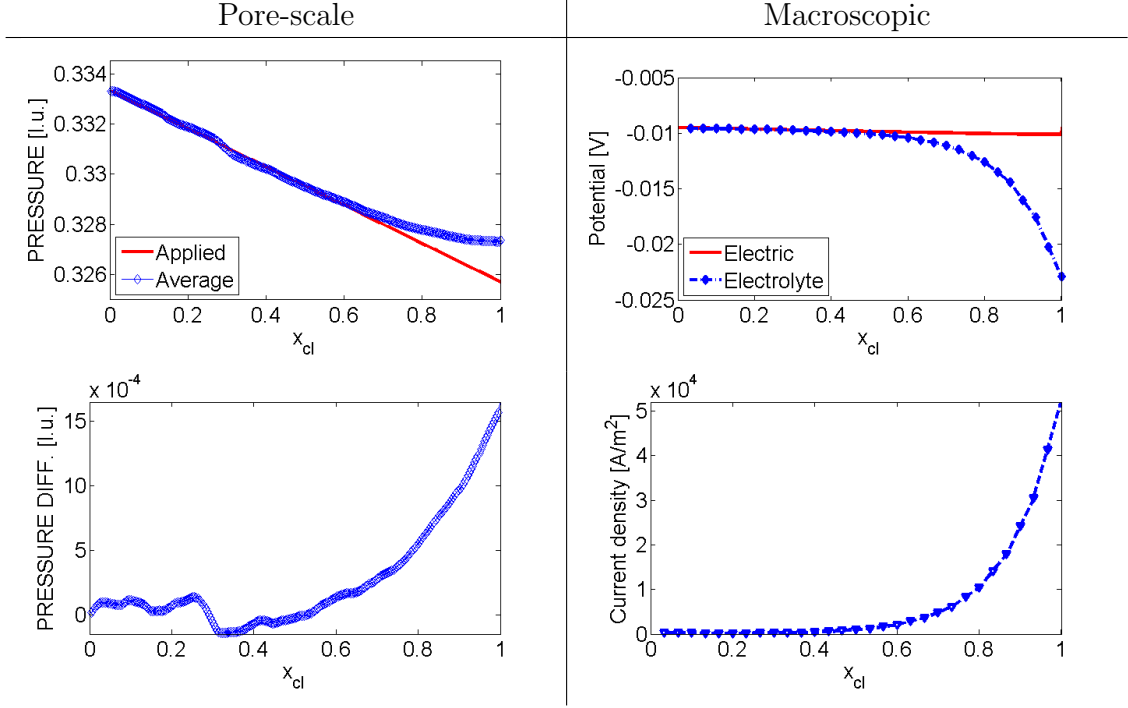 Pore-scale
Macroscopic
PRESSURE [l.u.]
0.334
0.332
0.33
0.328
0.326
Applied
Average
0 0.2 0.4 0.6 0.8 1
x_cl
Potential [V]
-0.005
-0.01
-0.015
-0.02
-0.025
Electric
Electrolyte
0 0.2 0.4 0.6 0.8 1
x_cl
x 10^-4
PRESSURE DIFF. [l.u.]
15
10
5
0
0 0.2 0.4 0.6 0.8 1
x_cl
x 10^4
Current density [A/m^2]
5
4
3
2
1
0
0 0.2 0.4 0.6 0.8 1
x_cl